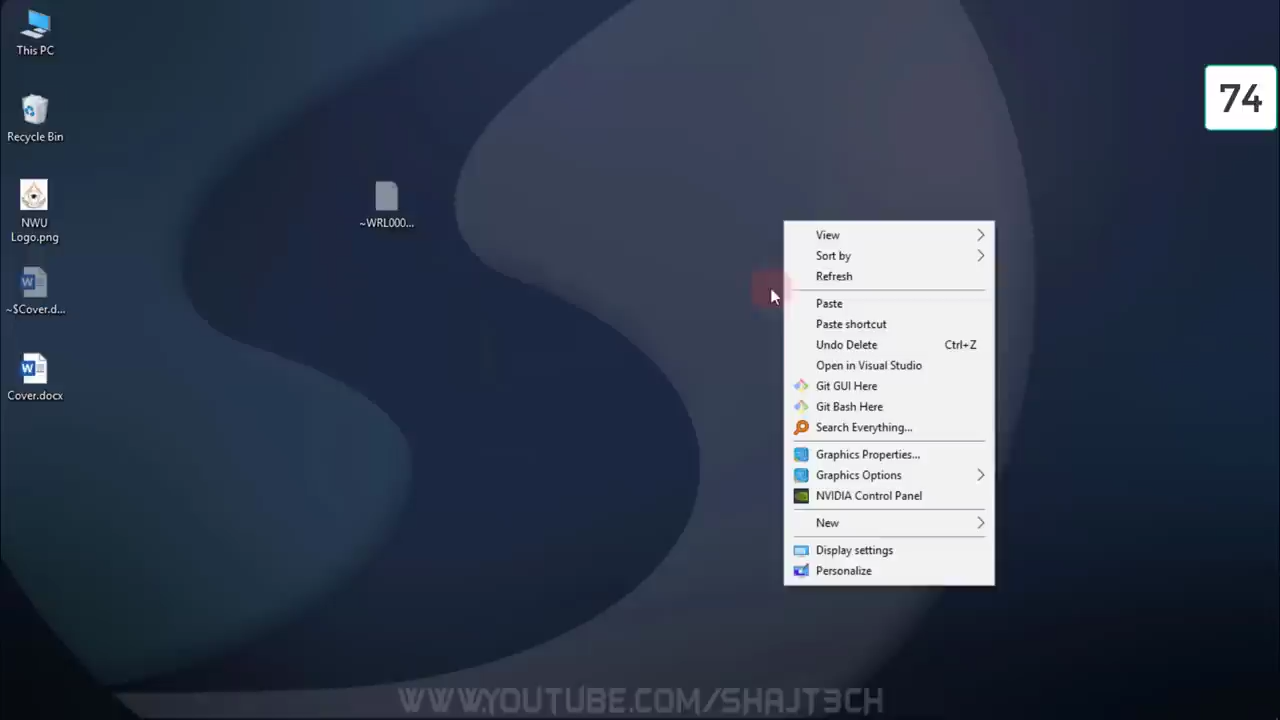 This PC
Recycle Bin
NWU
Logo.png
~$Cover.d...
Cover.docx
~WRL000...
74
View
Sort by
Refresh
Paste
Paste shortcut
Undo Delete Ctrl+Z
Open in Visual Studio
Git GUI Here
Git Bash Here
Search Everything...
Graphics Properties...
Graphics Options
NVIDIA Control Panel
New
Display settings
Personalize
WWW.YOUTUBE.COM/SHAJT3CH